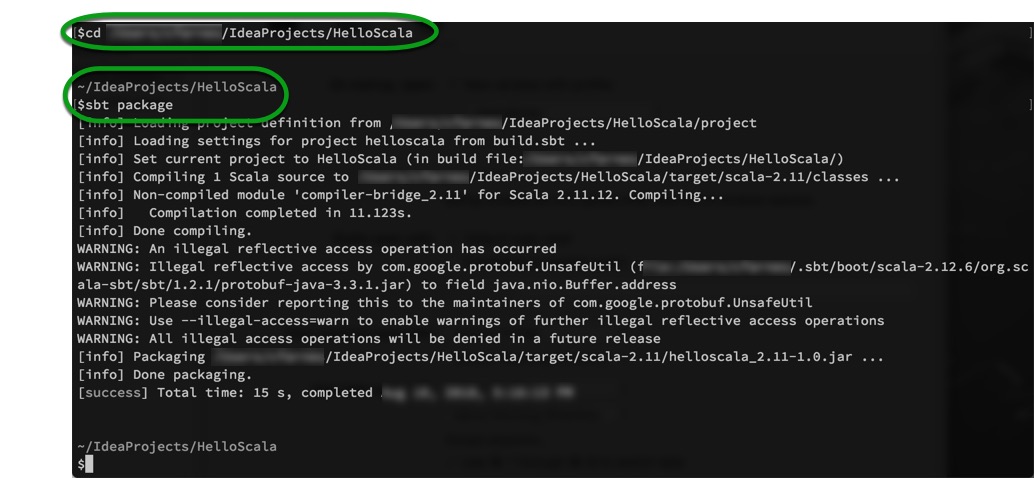 [$cd /IdeaProjects/HelloScala ]
~/IdeaProjects/HelloScala
[$sbt package ]
[info] Loading project definition from /IdeaProjects/HelloScala/project
[info] Loading settings for project helloscala from build.sbt ...
[info] Set current project to HelloScala (in build file: /IdeaProjects/HelloScala/)
[info] Compiling 1 Scala source to /IdeaProjects/HelloScala/target/scala-2.11/classes ...
[info] Non-compiled module 'compiler-bridge_2.11' for Scala 2.11.12. Compiling...
[info]   Compilation completed in 11.123s.
[info] Done compiling.
WARNING: An illegal reflective access operation has occurred
WARNING: Illegal reflective access by com.google.protobuf.UnsafeUtil (f /.sbt/boot/scala-2.12.6/org.sc
ala-sbt/sbt/1.2.1/protobuf-java-3.3.1.jar) to field java.nio.Buffer.address
WARNING: Please consider reporting this to the maintainers of com.google.protobuf.UnsafeUtil
WARNING: Use --illegal-access=warn to enable warnings of further illegal reflective access operations
WARNING: All illegal access operations will be denied in a future release
[info] Packaging /IdeaProjects/HelloScala/target/scala-2.11/helloscala_2.11-1.0.jar ...
[info] Done packaging.
[success] Total time: 15 s, completed
~/IdeaProjects/HelloScala
$